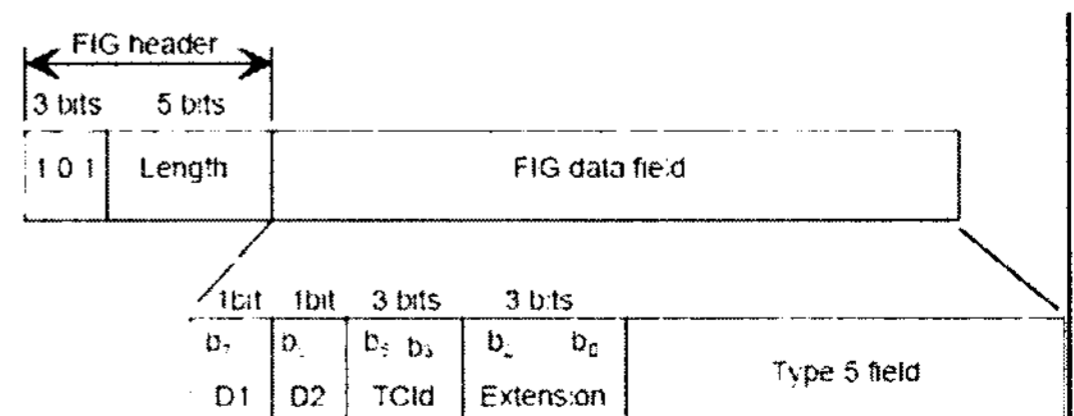 FIG header
3 bits 5 bits
1 0 1 Length FIG data field
1bit 1bit 3 bits 3 bits
b₇ b₅ b₃ b₀
D1 D2 TCId Extension Type 5 field